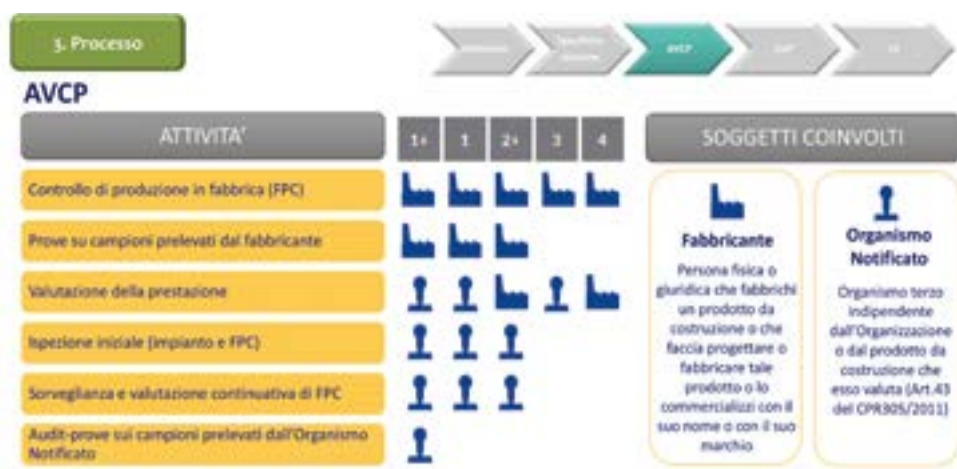 3. Processo
AVCP
AVCP
ATTIVITA'
1+ 1 2+ 3 4
SOGGETTI COINVOLTI
Controllo di produzione in fabbrica (FPC)
Prove su campioni prelevati dal fabbricante
Valutazione della prestazione
Ispezione iniziale (impianto e FPC)
Sorveglianza e valutazione continuativa di FPC
Audit-prove sui campioni prelevati dall'Organismo
Notificato
Fabbricante
Persona fisica o
giuridica che fabbrichi
un prodotto da
costruzione o che
faccia progettare o
fabbricare tale
prodotto o lo
commercializzi con il
suo nome o con il suo
marchio
Organismo
Notificato
Organismo terzo
indipendente
dall'Organizzazione
o dal prodotto da
costruzione che
esso valuta (Art.43
del CPR305/2011)